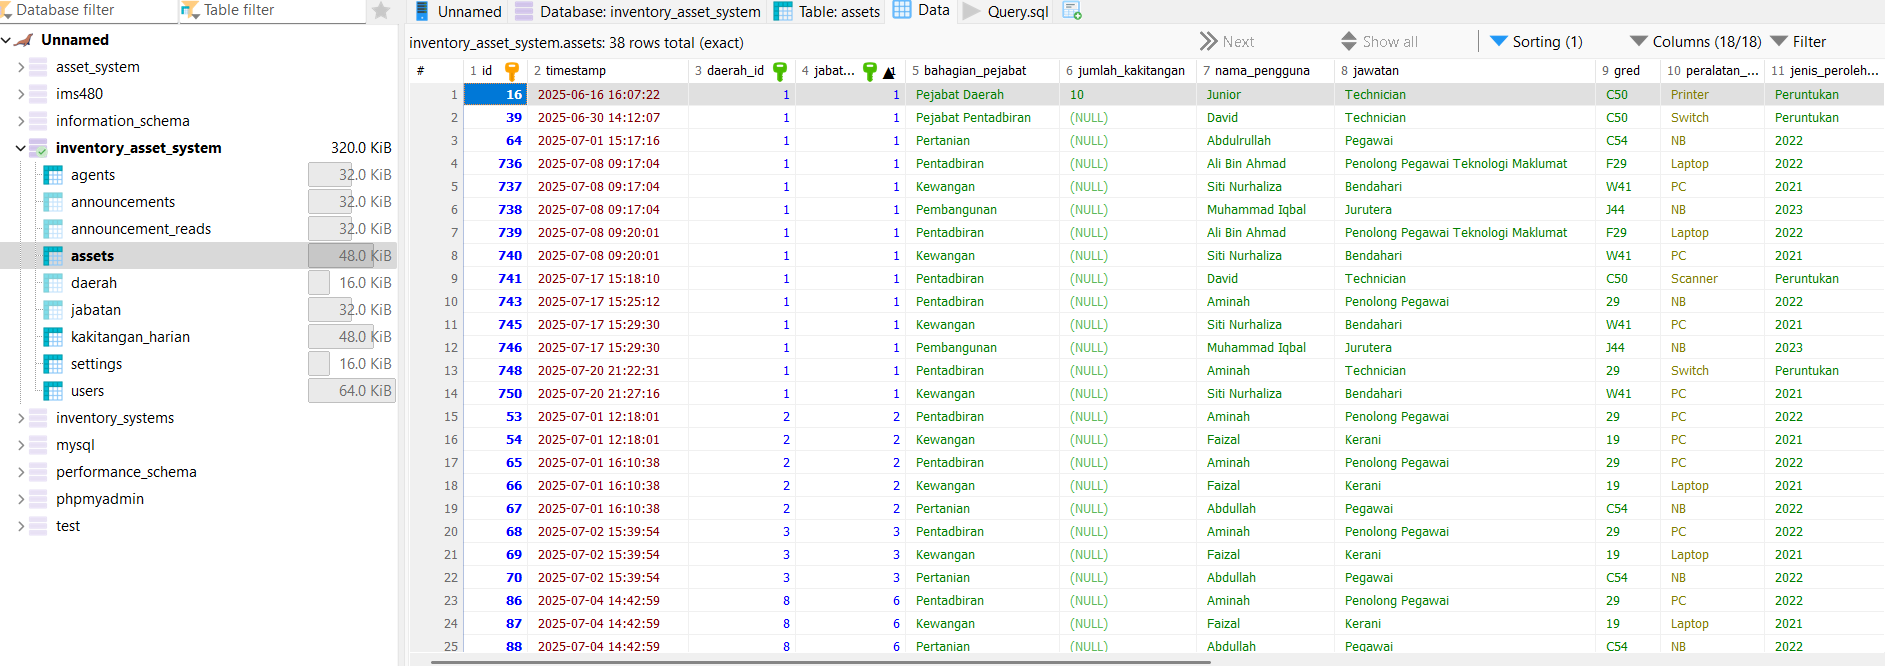 Database filter
Table filter
Unnamed
asset_system
ims480
information_schema
inventory_asset_system 320.0 KiB
agents 32.0 KiB
announcements 32.0 KiB
announcement_reads 32.0 KiB
assets 48.0 KiB
daerah 16.0 KiB
jabatan 32.0 KiB
kakitangan_harian 48.0 KiB
settings 16.0 KiB
users 64.0 KiB
inventory_systems
mysql
performance_schema
phpmyadmin
test
Unnamed Database: inventory_asset_system Table: assets Data Query.sql
inventory_asset_system.assets: 38 rows total (exact) Next Show all Sorting (1) Columns (18/18) Filter
# 1 id 2 timestamp 3 daerah_id 4 jabat... 1 5 bahagian_pejabat 6 jumlah_kakitangan 7 nama_pengguna 8 jawatan 9 gred 10 peralatan_... 11 jenis_peroleh...
1 16 2025-06-16 16:07:22 1 1 Pejabat Daerah 10 Junior Technician C50 Printer Peruntukan
2 39 2025-06-30 14:12:07 1 1 Pejabat Pentadbiran (NULL) David Technician C50 Switch Peruntukan
3 64 2025-07-01 15:17:16 1 1 Pertanian (NULL) Abdulrullah Pegawai C54 NB 2022
4 736 2025-07-08 09:17:04 1 1 Pentadbiran (NULL) Ali Bin Ahmad Penolong Pegawai Teknologi Maklumat F29 Laptop 2022
5 737 2025-07-08 09:17:04 1 1 Kewangan (NULL) Siti Nurhaliza Bendahari W41 PC 2021
6 738 2025-07-08 09:17:04 1 1 Pembangunan (NULL) Muhammad Iqbal Jurutera J44 NB 2023
7 739 2025-07-08 09:20:01 1 1 Pentadbiran (NULL) Ali Bin Ahmad Penolong Pegawai Teknologi Maklumat F29 Laptop 2022
8 740 2025-07-08 09:20:01 1 1 Kewangan (NULL) Siti Nurhaliza Bendahari W41 PC 2021
9 741 2025-07-17 15:18:10 1 1 Pentadbiran (NULL) David Technician C50 Scanner Peruntukan
10 743 2025-07-17 15:25:12 1 1 Pentadbiran (NULL) Aminah Penolong Pegawai 29 NB 2022
11 745 2025-07-17 15:29:30 1 1 Kewangan (NULL) Siti Nurhaliza Bendahari W41 PC 2021
12 746 2025-07-17 15:29:30 1 1 Pembangunan (NULL) Muhammad Iqbal Jurutera J44 NB 2023
13 748 2025-07-20 21:22:31 1 1 Pentadbiran (NULL) Aminah Technician 29 Switch Peruntukan
14 750 2025-07-20 21:27:16 1 1 Kewangan (NULL) Siti Nurhaliza Bendahari W41 PC 2021
15 53 2025-07-01 12:18:01 2 2 Pentadbiran (NULL) Aminah Penolong Pegawai 29 PC 2022
16 54 2025-07-01 12:18:01 2 2 Kewangan (NULL) Faizal Kerani 19 PC 2021
17 65 2025-07-01 16:10:38 2 2 Pentadbiran (NULL) Aminah Penolong Pegawai 29 PC 2022
18 66 2025-07-01 16:10:38 2 2 Kewangan (NULL) Faizal Kerani 19 Laptop 2021
19 67 2025-07-01 16:10:38 2 2 Pertanian (NULL) Abdullah Pegawai C54 NB 2022
20 68 2025-07-02 15:39:54 3 3 Pentadbiran (NULL) Aminah Penolong Pegawai 29 PC 2022
21 69 2025-07-02 15:39:54 3 3 Kewangan (NULL) Faizal Kerani 19 Laptop 2021
22 70 2025-07-02 15:39:54 3 3 Pertanian (NULL) Abdullah Pegawai C54 NB 2022
23 86 2025-07-04 14:42:59 8 6 Pentadbiran (NULL) Aminah Penolong Pegawai 29 PC 2022
24 87 2025-07-04 14:42:59 8 6 Kewangan (NULL) Faizal Kerani 19 Laptop 2021
25 88 2025-07-04 14:42:59 8 6 Pertanian (NULL) Abdullah Pegawai C54 NB 2022